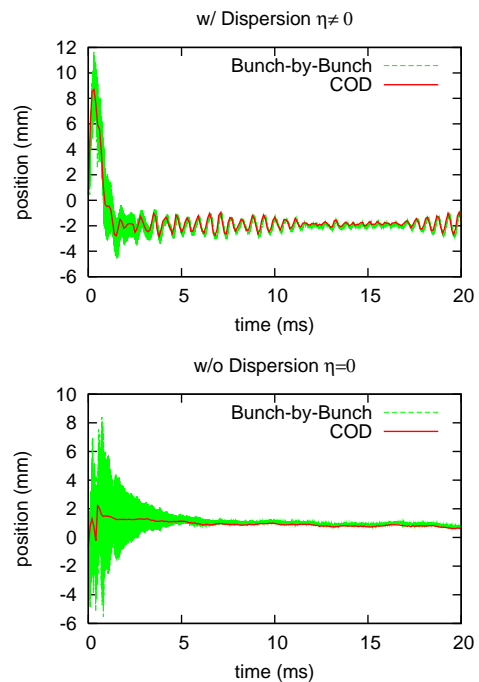 w/ Dispersion η≠ 0
12
10
8
6
4
2
0
-2
-4
-6
position (mm)
Bunch-by-Bunch
COD
0 5 10 15 20
time (ms)
w/o Dispersion η=0
10
8
6
4
2
0
-2
-4
-6
position (mm)
Bunch-by-Bunch
COD
0 5 10 15 20
time (ms)